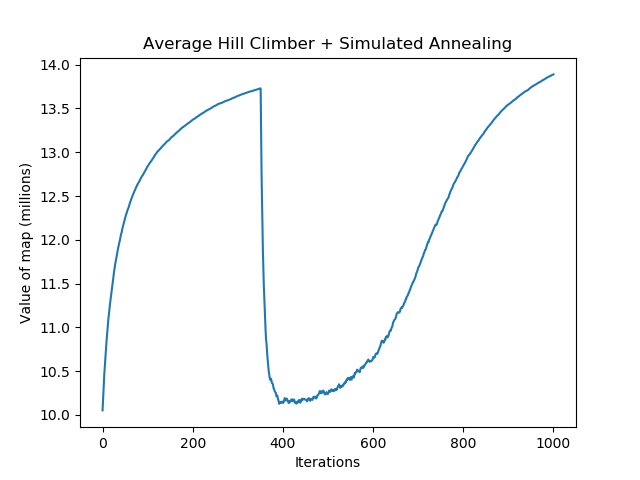 Average Hill Climber + Simulated Annealing
Value of map (millions)
14.0
13.5
13.0
12.5
12.0
11.5
11.0
10.5
10.0
0 200 400 600 800 1000
Iterations